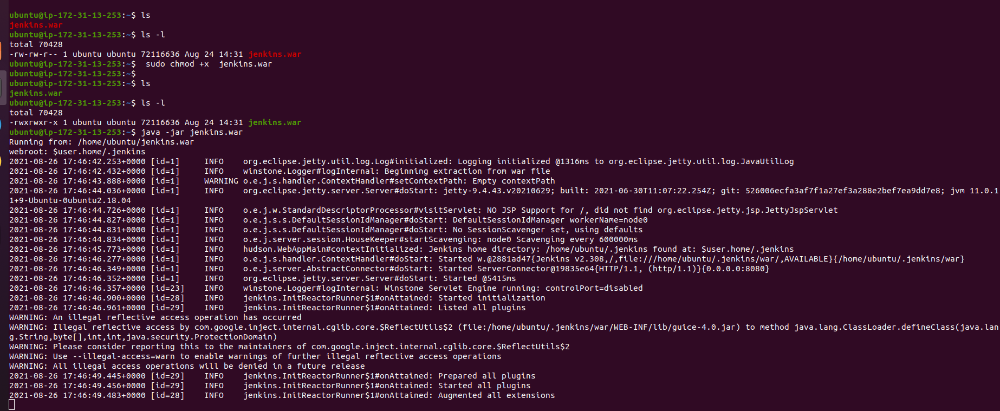 ubuntu@ip-172-31-13-253:~$ ls
jenkins.war
ubuntu@ip-172-31-13-253:~$ ls -l
total 70428
-rw-rw-r-- 1 ubuntu ubuntu 72116636 Aug 24 14:31 jenkins.war
ubuntu@ip-172-31-13-253:~$  sudo chmod +x  jenkins.war
ubuntu@ip-172-31-13-253:~$
ubuntu@ip-172-31-13-253:~$ ls
jenkins.war
ubuntu@ip-172-31-13-253:~$ ls -l
total 70428
-rwxrwxr-x 1 ubuntu ubuntu 72116636 Aug 24 14:31 jenkins.war
ubuntu@ip-172-31-13-253:~$ java -jar jenkins.war
Running from: /home/ubuntu/jenkins.war
webroot: $user.home/.jenkins
2021-08-26 17:46:42.253+0000 [id=1]     INFO    org.eclipse.jetty.util.log.Log#initialized: Logging initialized @1316ms to org.eclipse.jetty.util.log.JavaUtilLog
2021-08-26 17:46:42.432+0000 [id=1]     INFO    winstone.Logger#logInternal: Beginning extraction from war file
2021-08-26 17:46:43.888+0000 [id=1]     WARNING o.e.j.s.handler.ContextHandler#setContextPath: Empty contextPath
2021-08-26 17:46:44.036+0000 [id=1]     INFO    org.eclipse.jetty.server.Server#doStart: jetty-9.4.43.v20210629; built: 2021-06-30T11:07:22.254Z; git: 526006ecfa3af7f1a27ef3a288e2bef7ea9dd7e8; jvm 11.0.1
1+9-Ubuntu-0ubuntu2.18.04
2021-08-26 17:46:44.726+0000 [id=1]     INFO    o.e.j.w.StandardDescriptorProcessor#visitServlet: NO JSP Support for /, did not find org.eclipse.jetty.jsp.JettyJspServlet
2021-08-26 17:46:44.827+0000 [id=1]     INFO    o.e.j.s.s.DefaultSessionIdManager#doStart: DefaultSessionIdManager workerName=node0
2021-08-26 17:46:44.831+0000 [id=1]     INFO    o.e.j.s.s.DefaultSessionIdManager#doStart: No SessionScavenger set, using defaults
2021-08-26 17:46:44.834+0000 [id=1]     INFO    o.e.j.server.session.HouseKeeper#startScavenging: node0 Scavenging every 600000ms
2021-08-26 17:46:45.773+0000 [id=1]     INFO    hudson.WebAppMain#contextInitialized: Jenkins home directory: /home/ubuntu/.jenkins found at: $user.home/.jenkins
2021-08-26 17:46:46.277+0000 [id=1]     INFO    o.e.j.s.handler.ContextHandler#doStart: Started w.@2881ad47{Jenkins v2.308,/,file:///home/ubuntu/.jenkins/war/,AVAILABLE}{/home/ubuntu/.jenkins/war}
2021-08-26 17:46:46.349+0000 [id=1]     INFO    o.e.j.server.AbstractConnector#doStart: Started ServerConnector@19835e64{HTTP/1.1, (http/1.1)}{0.0.0.0:8080}
2021-08-26 17:46:46.352+0000 [id=1]     INFO    org.eclipse.jetty.server.Server#doStart: Started @5415ms
2021-08-26 17:46:46.357+0000 [id=23]    INFO    winstone.Logger#logInternal: Winstone Servlet Engine running: controlPort=disabled
2021-08-26 17:46:46.900+0000 [id=28]    INFO    jenkins.InitReactorRunner$1#onAttained: Started initialization
2021-08-26 17:46:46.961+0000 [id=29]    INFO    jenkins.InitReactorRunner$1#onAttained: Listed all plugins
WARNING: An illegal reflective access operation has occurred
WARNING: Illegal reflective access by com.google.inject.internal.cglib.core.$ReflectUtils$2 (file:/home/ubuntu/.jenkins/war/WEB-INF/lib/guice-4.0.jar) to method java.lang.ClassLoader.defineClass(java.lan
g.String,byte[],int,int,java.security.ProtectionDomain)
WARNING: Please consider reporting this to the maintainers of com.google.inject.internal.cglib.core.$ReflectUtils$2
WARNING: Use --illegal-access=warn to enable warnings of further illegal reflective access operations
WARNING: All illegal access operations will be denied in a future release
2021-08-26 17:46:49.445+0000 [id=29]    INFO    jenkins.InitReactorRunner$1#onAttained: Prepared all plugins
2021-08-26 17:46:49.456+0000 [id=29]    INFO    jenkins.InitReactorRunner$1#onAttained: Started all plugins
2021-08-26 17:46:49.483+0000 [id=28]    INFO    jenkins.InitReactorRunner$1#onAttained: Augmented all extensions